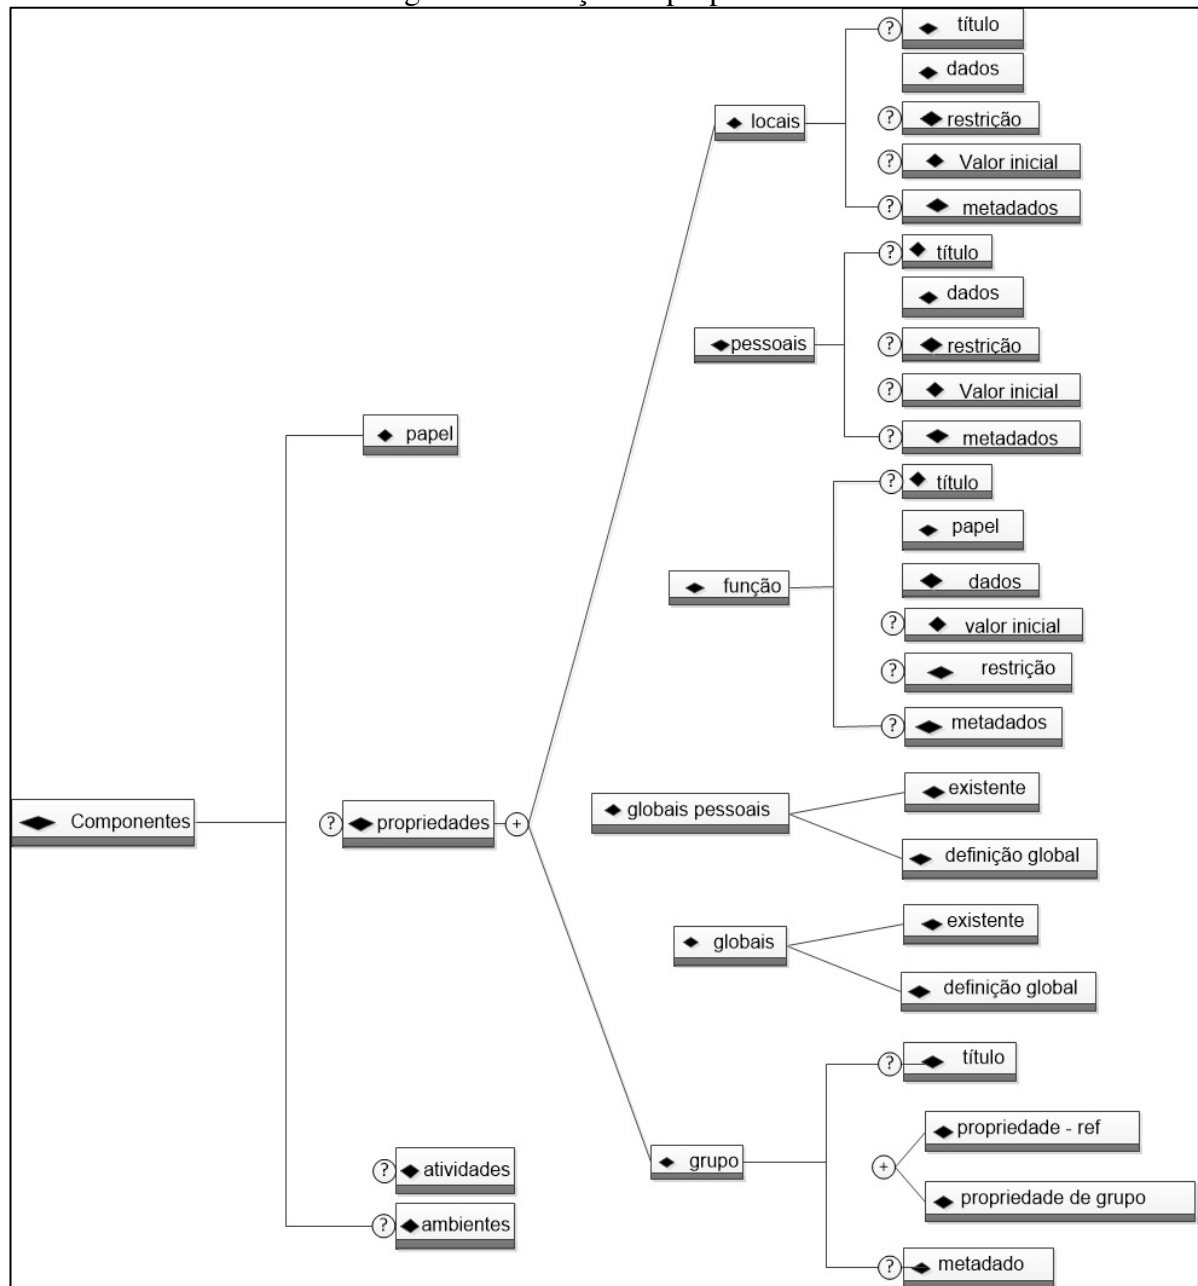 título
dados
locais
restrição
Valor inicial
metadados
título
dados
pessoais
restrição
Valor inicial
metadados
papel
título
papel
função
dados
valor inicial
restrição
metadados
Componentes
propriedades
globais pessoais
existente
definição global
globais
existente
definição global
título
propriedade - ref
grupo
propriedade de grupo
atividades
ambientes
metadado